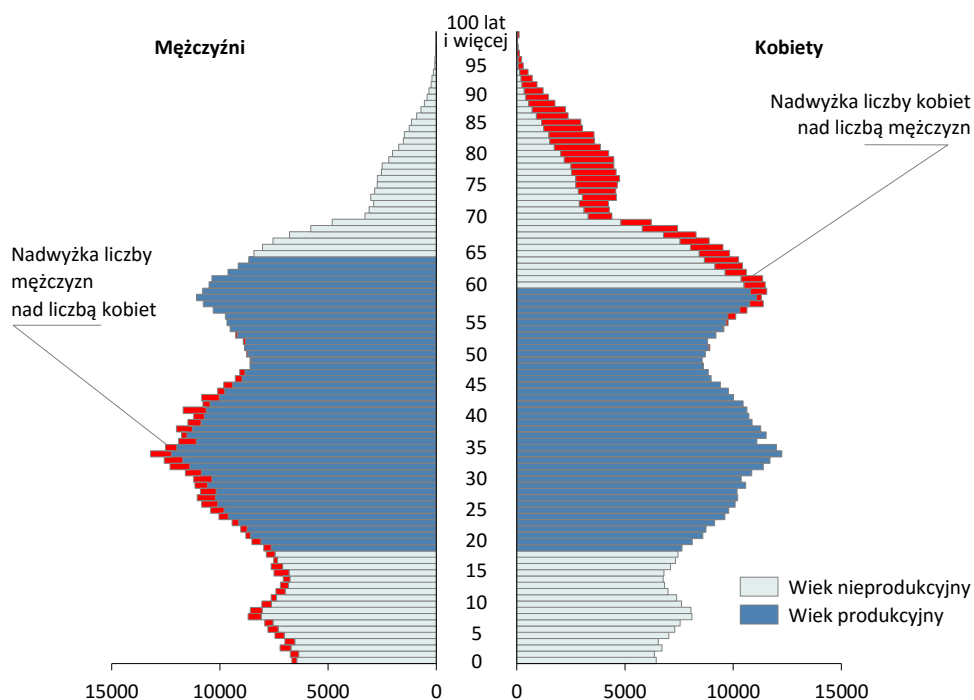 Mężczyźni
100 lat
i więcej
Kobiety
95
90
85
80
75
70
65
60
55
50
45
40
35
30
25
20
15
10
5
0
Nadwyżka liczby kobiet
nad liczbą mężczyzn
Nadwyżka liczby
mężczyzn
nad liczbą kobiet
Wiek nieprodukcyjny
Wiek produkcyjny
15000 10000 5000 0 0 5000 10000 15000